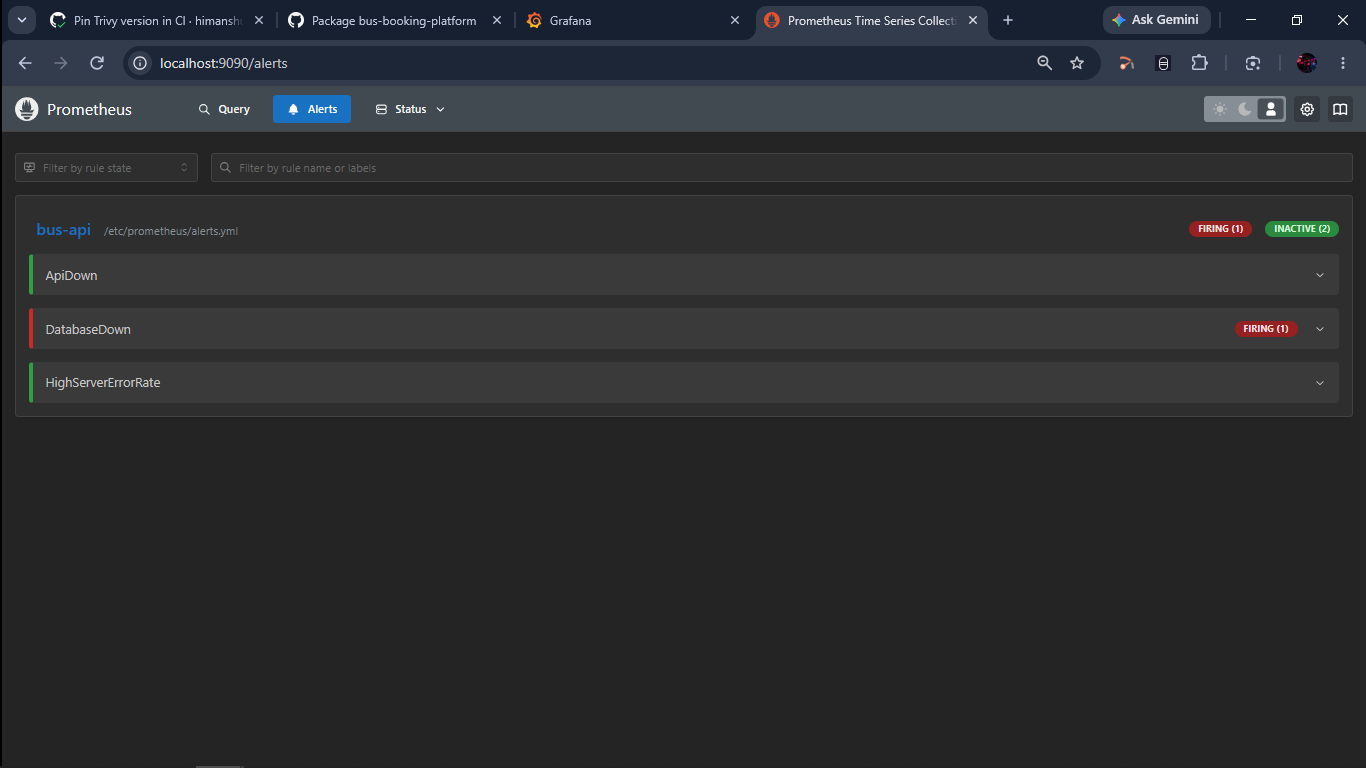 Pin Trivy version in CI · himansh
Package bus-booking-platform
Grafana
Prometheus Time Series Collecti
Ask Gemini
localhost:9090/alerts
Prometheus
Query
Alerts
Status
Filter by rule state
Filter by rule name or labels
bus-api /etc/prometheus/alerts.yml
FIRING (1)
INACTIVE (2)
ApiDown
DatabaseDown
FIRING (1)
HighServerErrorRate